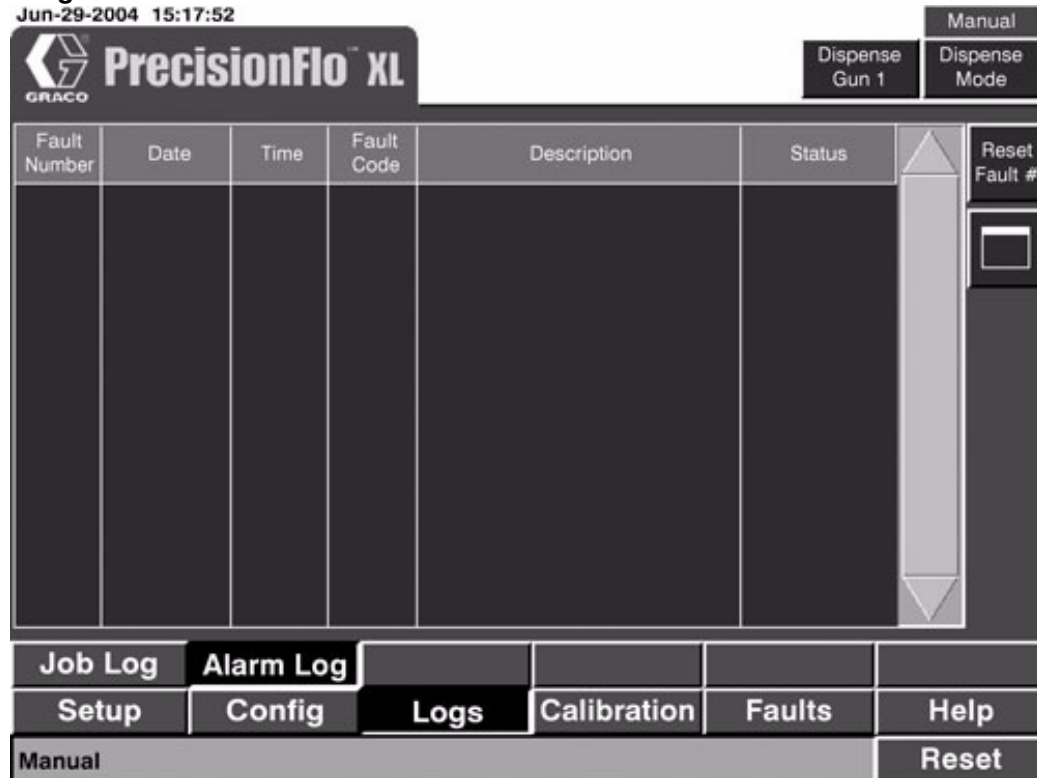 Jun-29-2004 15:17:52
Manual
GRACO
PrecisionFlo™ XL
Dispense
Gun 1
Dispense
Mode
Fault
Number
Date
Time
Fault
Code
Description
Status
Reset
Fault #
Job Log
Alarm Log
Setup
Config
Logs
Calibration
Faults
Help
Manual
Reset